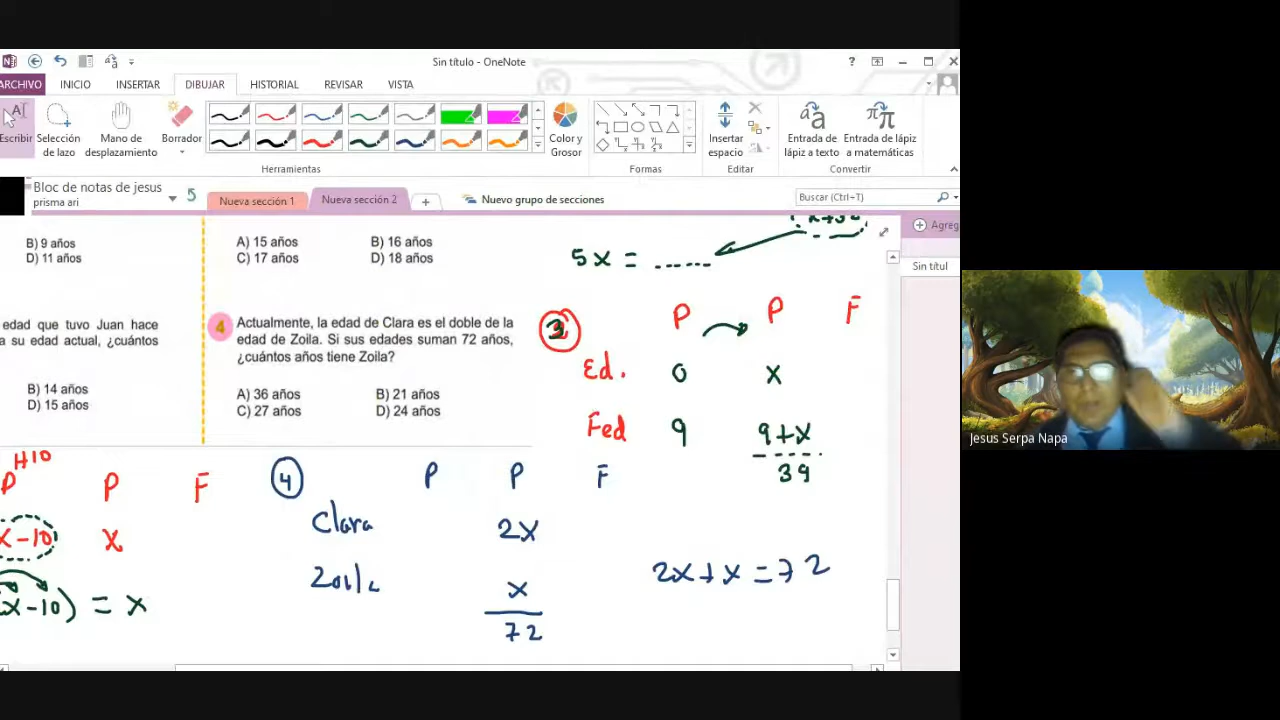 Sin título - OneNote
ARCHIVO INICIO INSERTAR DIBUJAR HISTORIAL REVISAR VISTA
Escribir
Selección de lazo
Mano de desplazamiento
Borrador
Color y Grosor
Insertar espacio
Entrada de lápiz a texto
Entrada de lápiz a matemáticas
Herramientas Formas Editar Convertir
Bloc de notas de jesus
prisma ari
Nueva sección 1 Nueva sección 2 + Nuevo grupo de secciones
Buscar (Ctrl+T)
Agreg
Sin títul
B) 9 años
D) 11 años
edad que tuvo Juan hace
a su edad actual, ¿cuántos
B) 14 años
D) 15 años
A) 15 años B) 16 años
C) 17 años D) 18 años
4 Actualmente, la edad de Clara es el doble de la
edad de Zoila. Si sus edades suman 72 años,
¿cuántos años tiene Zoila?
A) 36 años B) 21 años
C) 27 años D) 24 años
5x = .......
3 P P F
Ed. 0 x
Fed 9 9+x
39
P H10 P F
x-10 x
x-10) = x
4 P P F
Clara 2x
x
72
2x+x=72
Jesus Serpa Napa